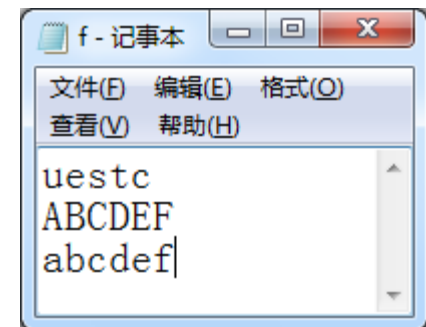 f - 记事本
文件(F) 编辑(E) 格式(O)
查看(V) 帮助(H)
uestc
ABCDEF
abcdef